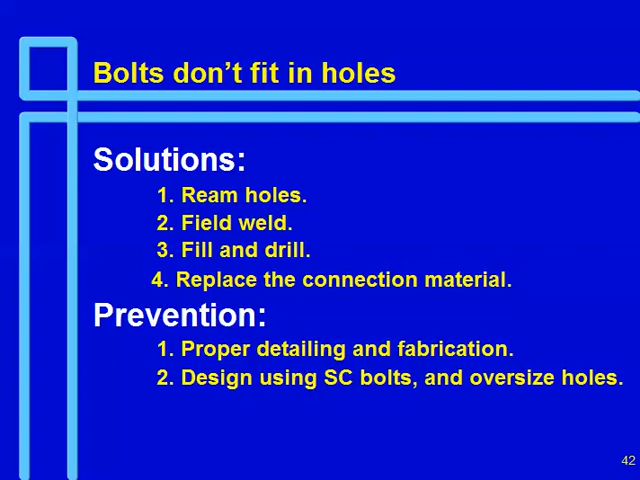 Bolts don't fit in holes
Solutions:
1. Ream holes.
2. Field weld.
3. Fill and drill.
4. Replace the connection material.
Prevention:
1. Proper detailing and fabrication.
2. Design using SC bolts, and oversize holes.
42